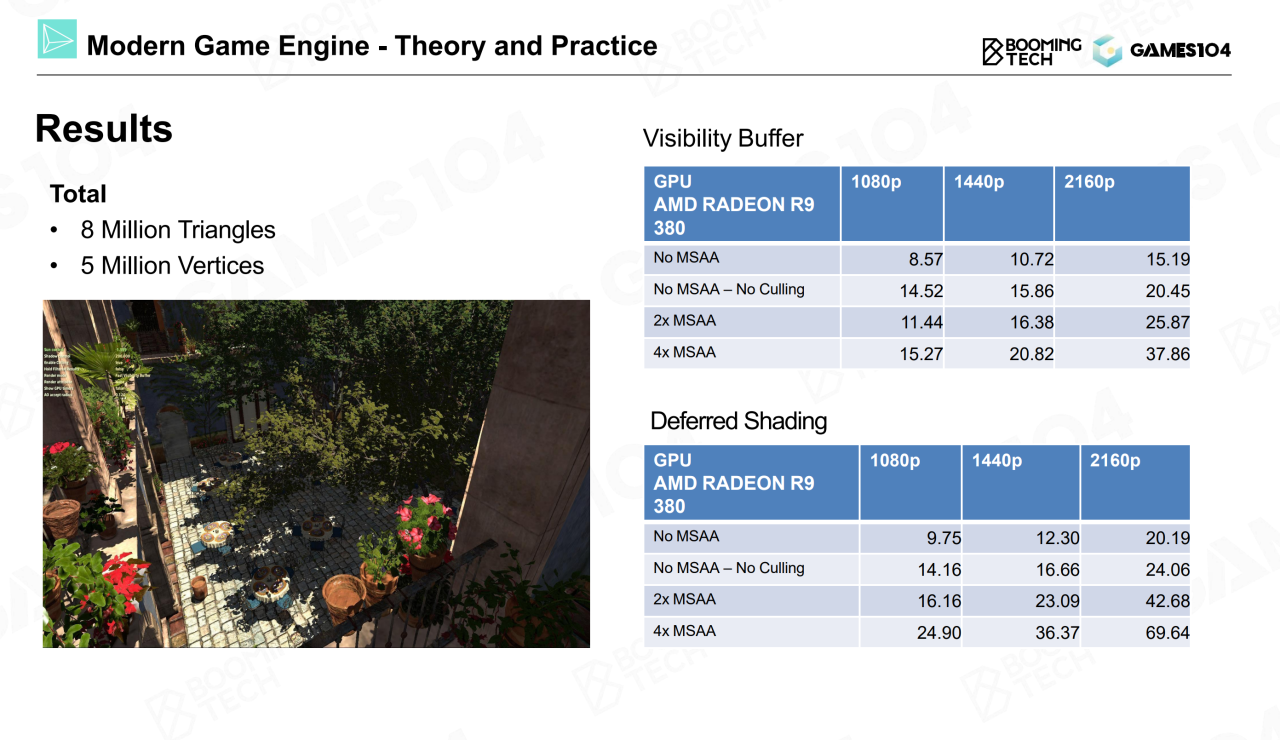 Modern Game Engine - Theory and Practice
BOOMING
TECH
GAMES104
Results
Total
• 8 Million Triangles
• 5 Million Vertices
Visibility Buffer
GPU
AMD RADEON R9
380
1080p 1440p 2160p
No MSAA 8.57 10.72 15.19
No MSAA – No Culling 14.52 15.86 20.45
2x MSAA 11.44 16.38 25.87
4x MSAA 15.27 20.82 37.86
Deferred Shading
GPU
AMD RADEON R9
380
1080p 1440p 2160p
No MSAA 9.75 12.30 20.19
No MSAA – No Culling 14.16 16.66 24.06
2x MSAA 16.16 23.09 42.68
4x MSAA 24.90 36.37 69.64